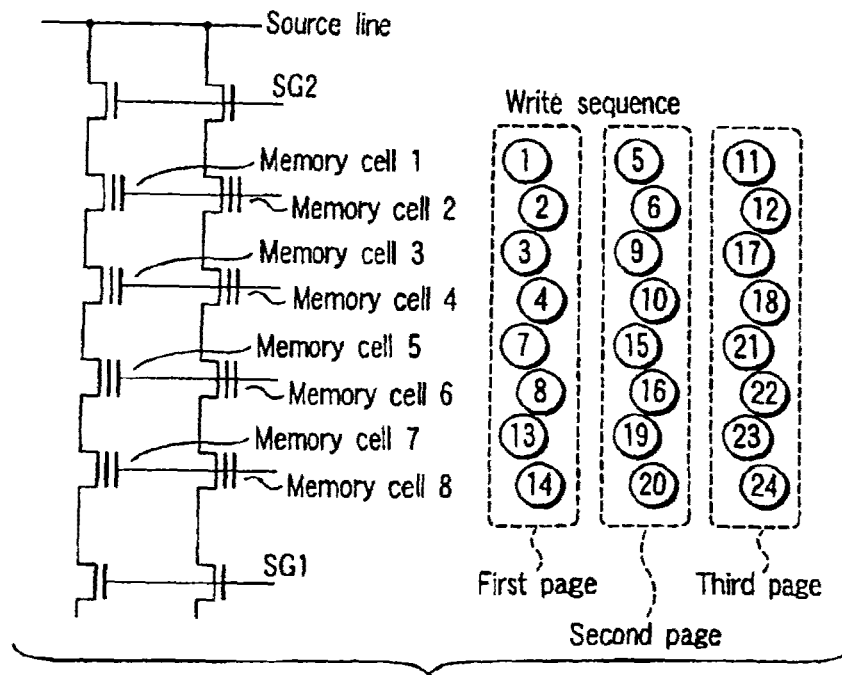 Source line
SG2
Write sequence
Memory cell 1
Memory cell 2
Memory cell 3
Memory cell 4
Memory cell 5
Memory cell 6
Memory cell 7
Memory cell 8
SG1
1 5 11
2 6 12
3 9 17
4 10 18
7 15 21
8 16 22
13 19 23
14 20 24
First page
Second page
Third page